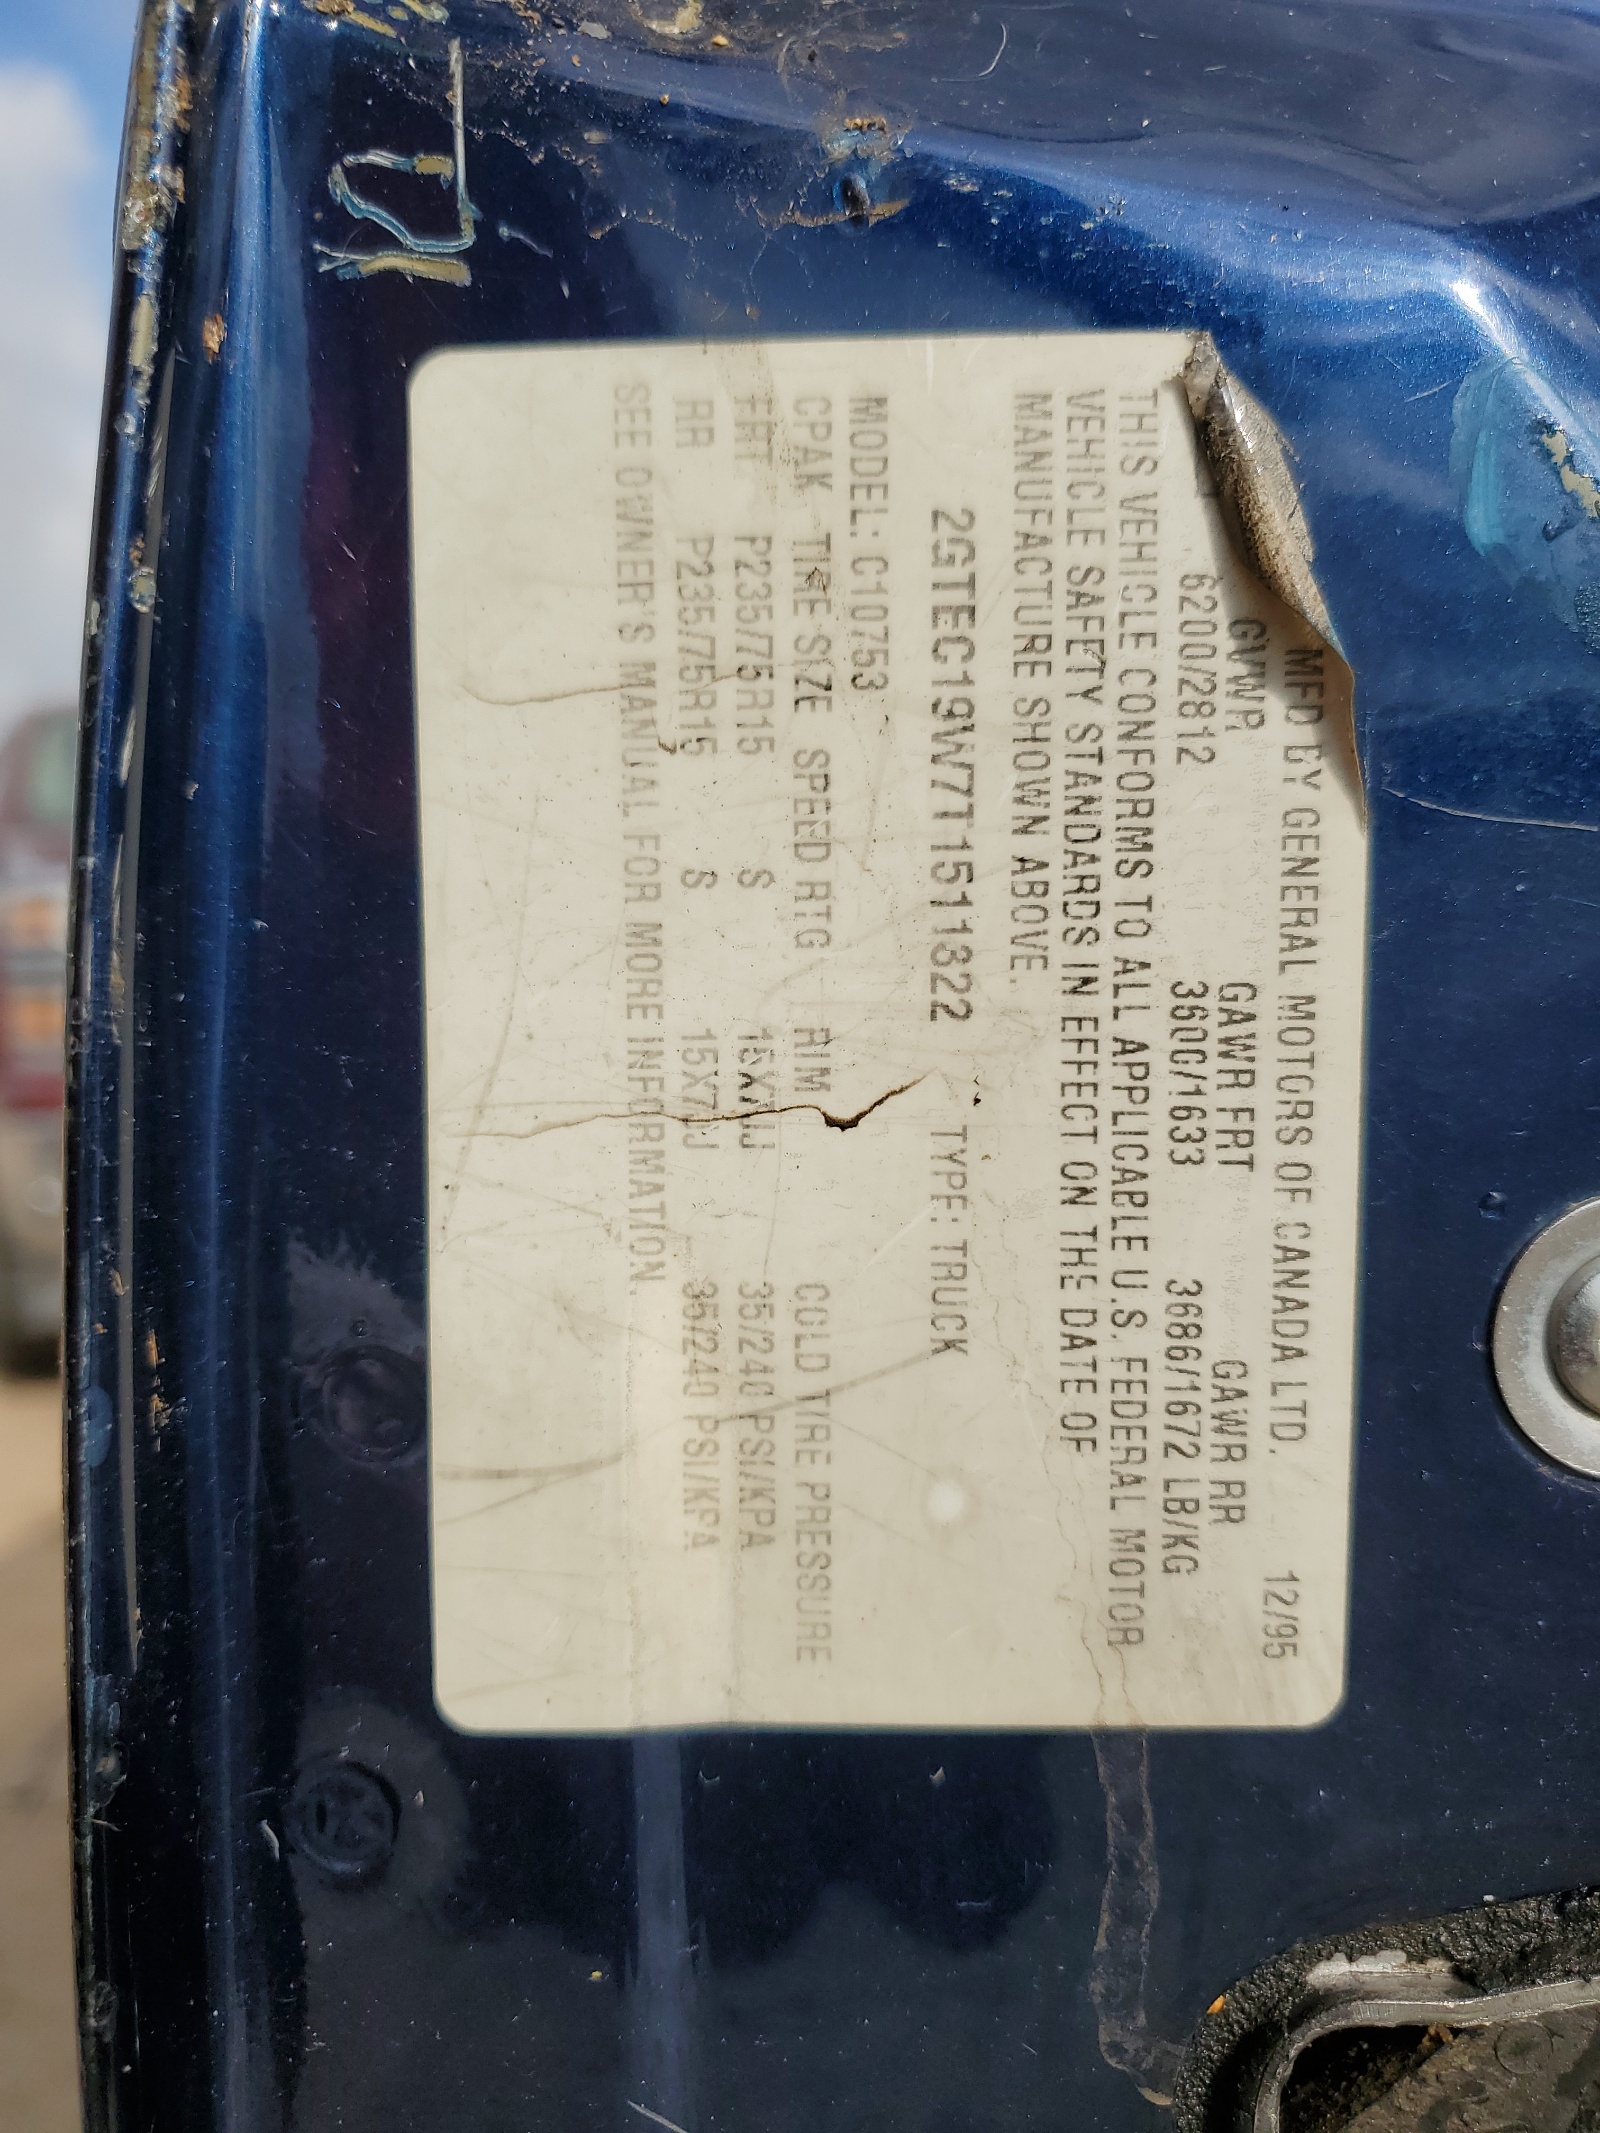 MFD BY GENERAL MOTORS OF CANADA LTD. 12/95
GVWR GAWR FRT GAWR RR
6200/2812 3600/1633 3686/1672 LB/KG
THIS VEHICLE CONFORMS TO ALL APPLICABLE U.S. FEDERAL MOTOR
VEHICLE SAFETY STANDARDS IN EFFECT ON THE DATE OF
MANUFACTURE SHOWN ABOVE.
2GTEC19W7T1511322 TYPE: TRUCK
MODEL: C10753
CPAK TIRE SIZE SPEED RTG RIM COLD TIRE PRESSURE
FRT P235/75R15 S 15X7JJ 35/240 PSI/KPA
RR P235/75R15 S 15X7JJ 35/240 PSI/KPA
SEE OWNER'S MANUAL FOR MORE INFORMATION.